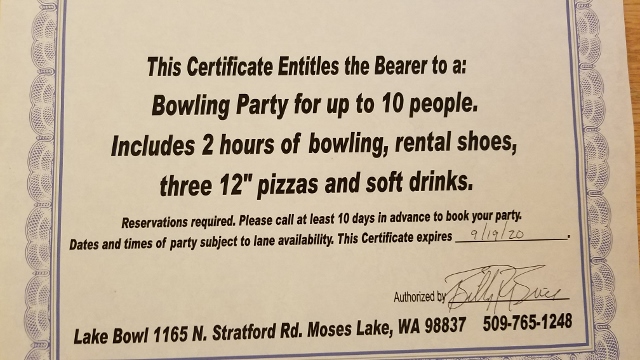 This Certificate Entitles the Bearer to a:
Bowling Party for up to 10 people.
Includes 2 hours of bowling, rental shoes,
three 12" pizzas and soft drinks.
Reservations required. Please call at least 10 days in advance to book your party.
Dates and times of party subject to lane availability. This Certificate expires 9/19/20.
Authorized by
Lake Bowl 1165 N. Stratford Rd. Moses Lake, WA 98837 509-765-1248